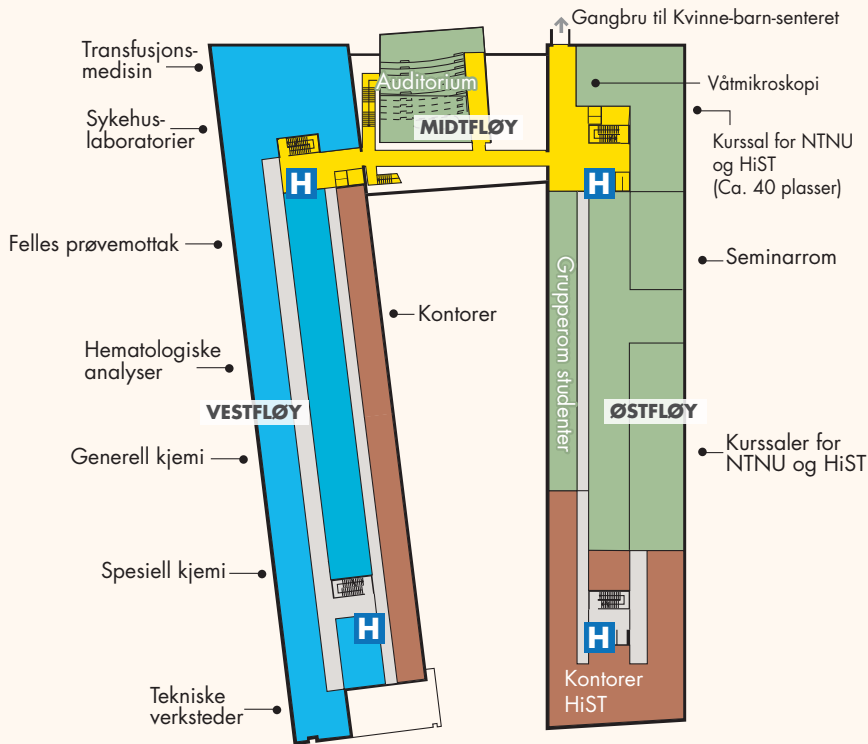 Gangbru til Kvinne-barn-senteret
Transfusjons-
medisin
Sykehus-
laboratorier
Auditorium
MIDTFLØY
Våtmikroskopi
Kurssal for NTNU
og HiST
(Ca. 40 plasser)
H
H
Felles prøvemottak
Seminarrom
Grupperom studenter
Kontorer
Hematologiske
analyser
VESTFLØY
ØSTFLØY
Generell kjemi
Kurssaler for
NTNU og HiST
Spesiell kjemi
H
H
Kontorer
HiST
Tekniske
verksteder